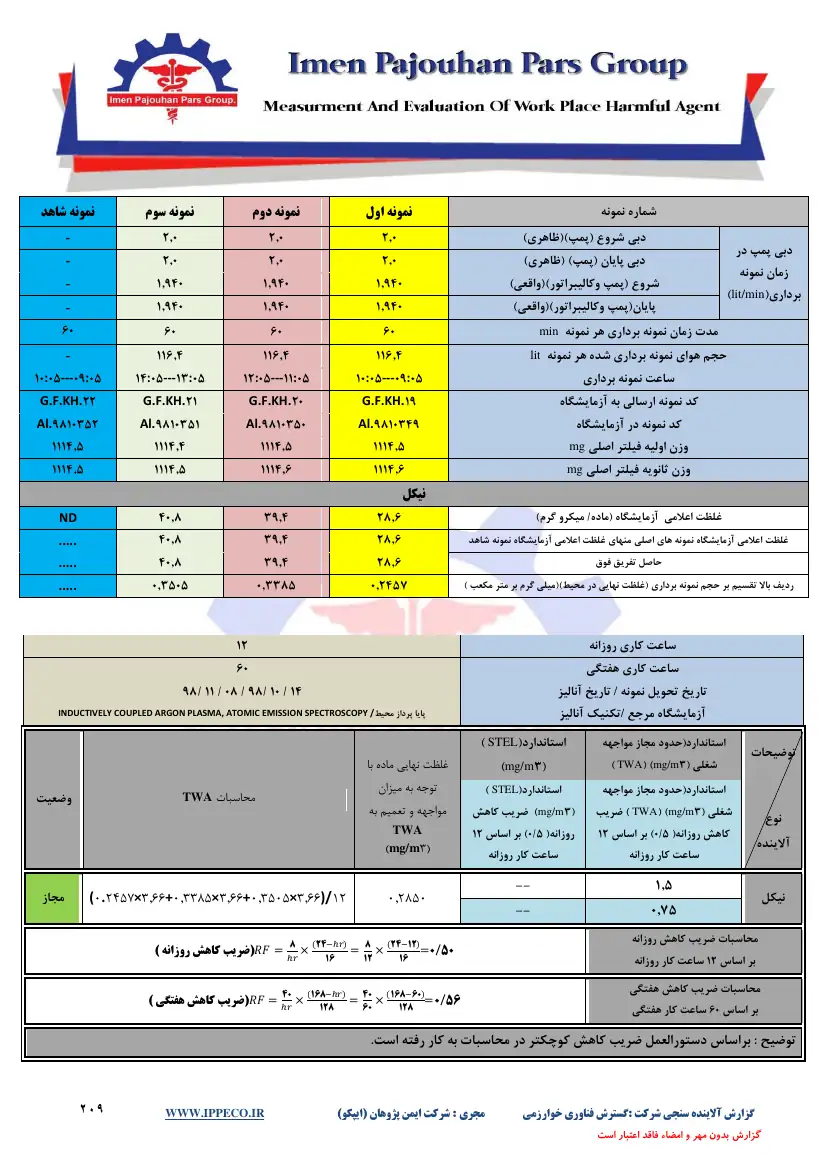 Imen Pajouhan Pars Group
Imen Pajouhan Pars Group.
Measurment And Evaluation Of Work Place Harmful Agent
شماره نمونه نمونه اول نمونه دوم نمونه سوم نمونه شاهد
دبی پمپ در زمان نمونه برداری(lit/min)
دبی شروع (پمپ)(ظاهری) ۲٫۰ ۲٫۰ ۲٫۰ -
دبی پایان (پمپ) (ظاهری) ۲٫۰ ۲٫۰ ۲٫۰ -
شروع (پمپ وکالیبراتور)(واقعی) ۱٫۹۴۰ ۱٫۹۴۰ ۱٫۹۴۰ -
پایان(پمپ وکالیبراتور)(واقعی) ۱٫۹۴۰ ۱٫۹۴۰ ۱٫۹۴۰ -
مدت زمان نمونه برداری هر نمونه min ۶۰ ۶۰ ۶۰ ۶۰
حجم هوای نمونه برداری شده هر نمونه lit ۱۱۶٫۴ ۱۱۶٫۴ ۱۱۶٫۴ -
ساعت نمونه برداری ۰۹:۰۵---۱۰:۰۵ ۱۱:۰۵---۱۲:۰۵ ۱۳:۰۵---۱۴:۰۵ ۰۹:۰۵---۱۰:۰۵
کد نمونه ارسالی به آزمایشگاه G.F.KH.۱۹ G.F.KH.۲۰ G.F.KH.۲۱ G.F.KH.۲۲
کد نمونه در آزمایشگاه AI.۹۸۱۰۳۴۹ AI.۹۸۱۰۳۵۰ AI.۹۸۱۰۳۵۱ AI.۹۸۱۰۳۵۲
وزن اولیه فیلتر اصلی mg ۱۱۱۴٫۵ ۱۱۱۴٫۵ ۱۱۱۴٫۴ ۱۱۱۴٫۵
وزن ثانویه فیلتر اصلی mg ۱۱۱۴٫۶ ۱۱۱۴٫۶ ۱۱۱۴٫۵ ۱۱۱۴٫۵
نیکل
غلظت اعلامی آزمایشگاه (ماده/ میکرو گرم) ۲۸٫۶ ۳۹٫۴ ۴۰٫۸ ND
غلظت اعلامی آزمایشگاه نمونه های اصلی منهای غلظت اعلامی آزمایشگاه نمونه شاهد ۲۸٫۶ ۳۹٫۴ ۴۰٫۸ .....
حاصل تفریق فوق ۲۸٫۶ ۳۹٫۴ ۴۰٫۸ .....
ردیف بالا تقسیم بر حجم نمونه برداری (غلظت نهایی در محیط)(میلی گرم بر متر مکعب ) ۰٫۲۴۵۷ ۰٫۳۳۸۵ ۰٫۳۵۰۵ .....
ساعت کاری روزانه ۱۲
ساعت کاری هفتگی ۶۰
تاریخ تحویل نمونه / تاریخ آنالیز ۱۴ / ۱۰ / ۹۸ / ۰۸ / ۱۱ / ۹۸
آزمایشگاه مرجع /تکنیک آنالیز پایا پرداز محیط/ INDUCTIVELY COUPLED ARGON PLASMA, ATOMIC EMISSION SPECTROSCOPY
توضیحات
نوع آلاینده
استاندارد(حدود مجاز مواجهه شغلی (TWA) (mg/m۳ )
استاندارد(حدود مجاز مواجهه شغلی (TWA) (mg/m۳ ) ضریب کاهش روزانه( ۰/۵) بر اساس ۱۲ ساعت کار روزانه
استاندارد(STEL ) (mg/m۳)
استاندارد(STEL ) (mg/m۳) ضریب کاهش روزانه( ۰/۵) بر اساس ۱۲ ساعت کار روزانه
غلظت نهایی ماده با توجه به میزان مواجهه و تعمیم به TWA (mg/m۳)
محاسبات TWA
وضعیت
نیکل
۱٫۵ --
۰٫۷۵ --
۰٫۲۸۵۰
(۰.۲۴۵۷×۳٫۶۶+۰٫۳۳۸۵×۳٫۶۶+۰٫۳۵۰۵×۳٫۶۶)/۱۲
مجاز
محاسبات ضریب کاهش روزانه
بر اساس ۱۲ ساعت کار روزانه
(ضریب کاهش روزانه ) RF = ۸/hr × (۲۴−hr)/۱۶ = ۸/۱۲ × (۲۴−۱۲)/۱۶ =۰/۵۰
محاسبات ضریب کاهش هفتگی
بر اساس ۶۰ ساعت کار هفتگی
(ضریب کاهش هفتگی ) RF = ۴۰/hr × (۱۶۸−hr)/۱۲۸ = ۴۰/۶۰ × (۱۶۸−۶۰)/۱۲۸ =۰/۵۶
توضیح : براساس دستورالعمل ضریب کاهش کوچکتر در محاسبات به کار رفته است.
گزارش آلاینده سنجی شرکت :گسترش فناوری خوارزمی مجری : شرکت ایمن پژوهان (ایپکو) WWW.IPPECO.IR ۲۰۹
گزارش بدون مهر و امضاء فاقد اعتبار است